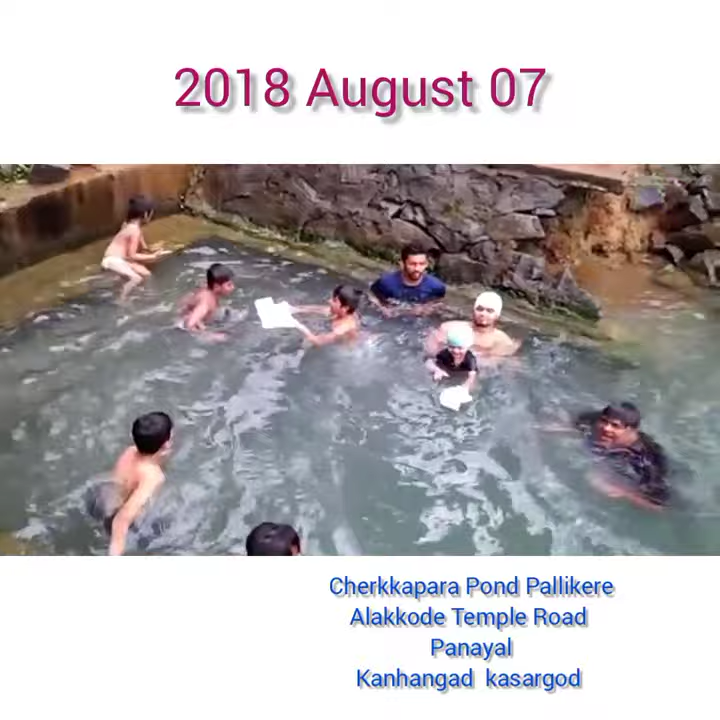 2018 August 07
Cherkkapara Pond Pallikere
Alakkode Temple Road
Panayal
Kanhangad kasargod